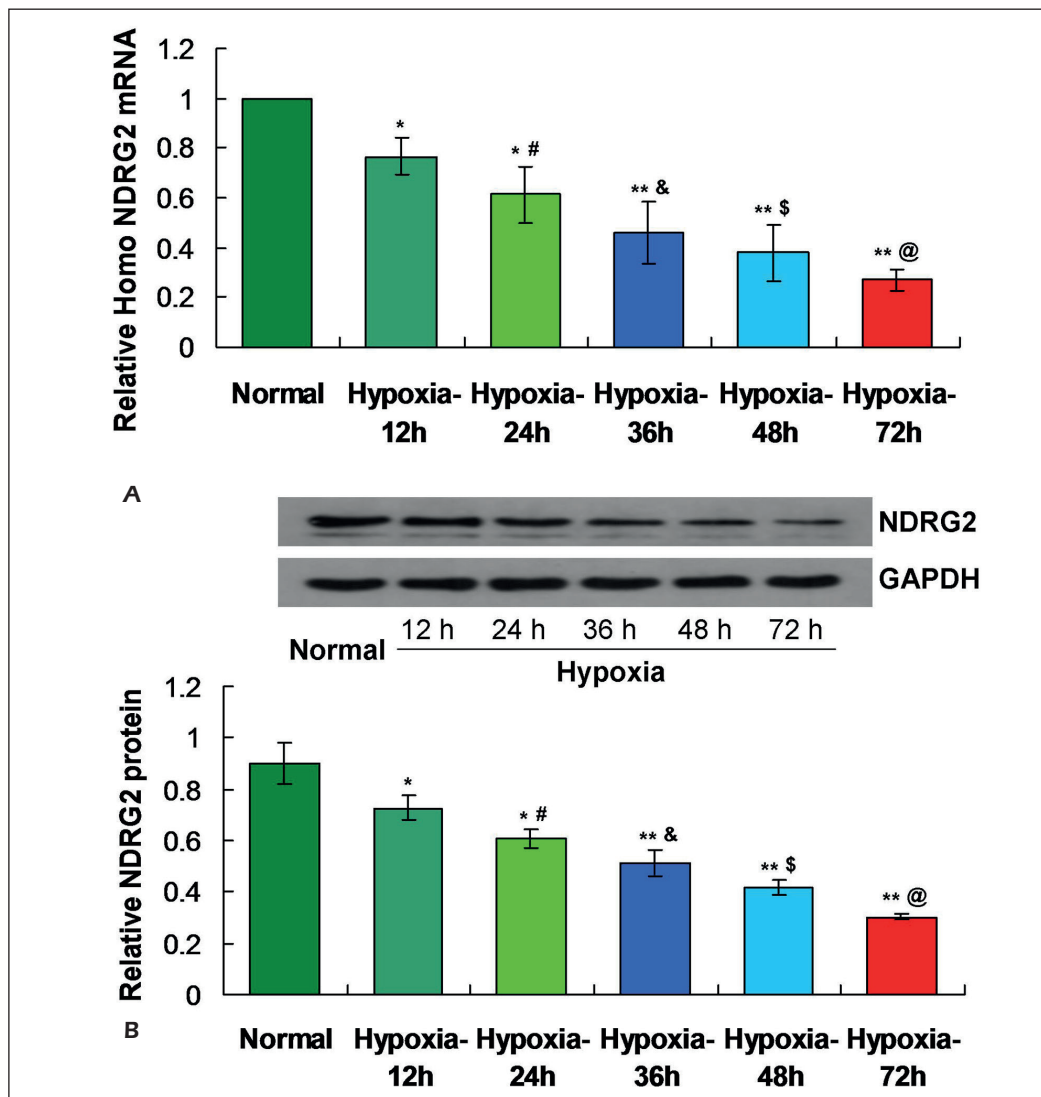 1.2
1
0.8
0.6
0.4
0.2
0
Relative Homo NDRG2 mRNA
*
* #
** &
** $
** @
Normal Hypoxia- Hypoxia- Hypoxia- Hypoxia- Hypoxia-
12h 24h 36h 48h 72h
A
NDRG2
GAPDH
12 h 24 h 36 h 48 h 72 h
Normal
Hypoxia
1.2
1
0.8
0.6
0.4
0.2
0
Relative NDRG2 protein
*
* #
** &
** $
** @
Normal Hypoxia- Hypoxia- Hypoxia- Hypoxia- Hypoxia-
12h 24h 36h 48h 72h
B